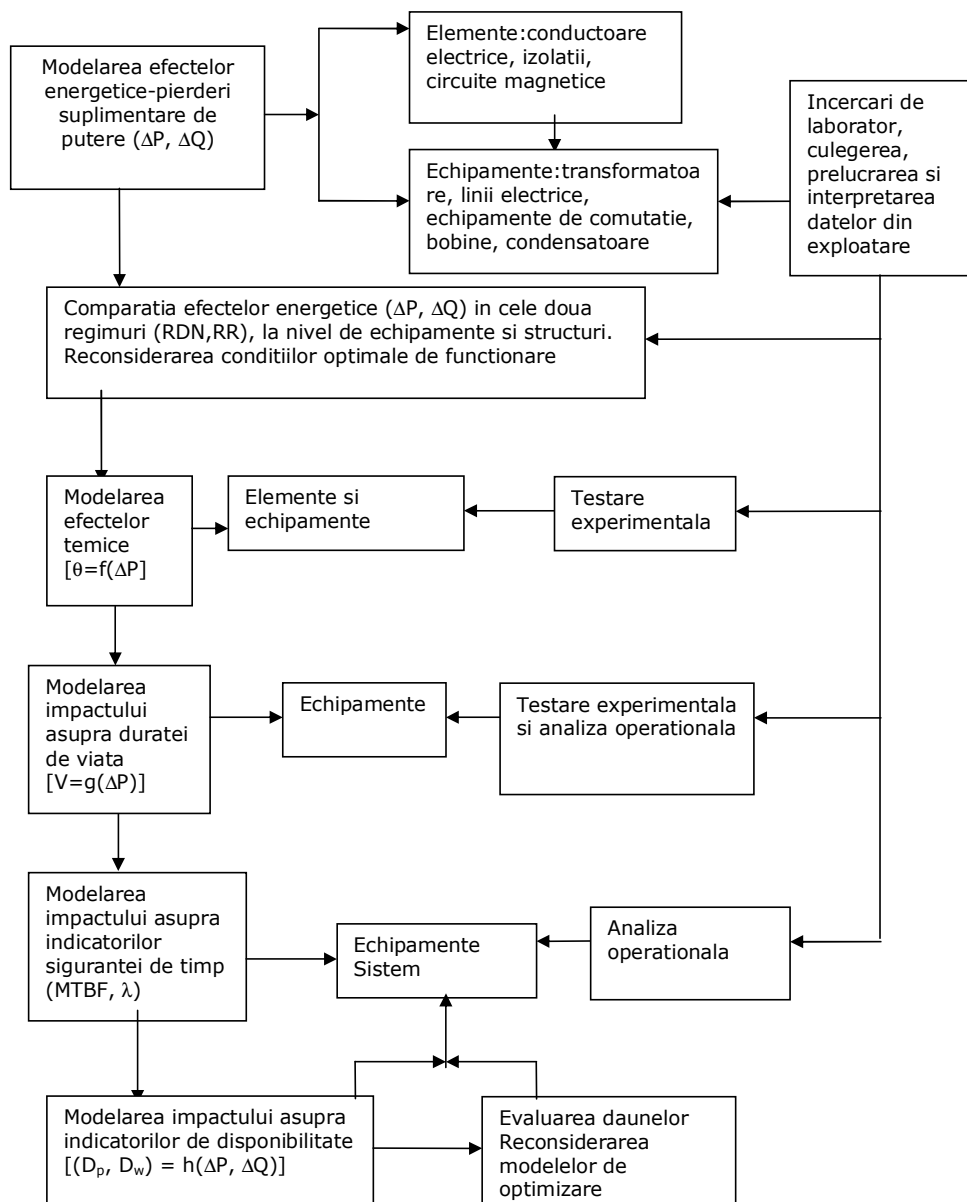 Modelarea efectelor
energetice-pierderi
suplimentare de
putere (ΔP, ΔQ)
Elemente:conductoare
electrice, izolatii,
circuite magnetice
Incercari de
laborator,
culegerea,
prelucrarea si
interpretarea
datelor din
exploatare
Echipamente:transformatoa
re, linii electrice,
echipamente de comutatie,
bobine, condensatoare
Comparatia efectelor energetice (ΔP, ΔQ) in cele doua
regimuri (RDN,RR), la nivel de echipamente si structuri.
Reconsiderarea conditiilor optimale de functionare
Modelarea
efectelor
temice
[θ=f(ΔP]
Elemente si
echipamente
Testare
experimentala
Modelarea
impactului
asupra duratei
de viata
[V=g(ΔP)]
Echipamente
Testare experimentala
si analiza operationala
Modelarea
impactului asupra
indicatorilor
sigurantei de timp
(MTBF, λ)
Echipamente
Sistem
Analiza
operationala
Modelarea impactului asupra
indicatorilor de disponibilitate
[(Dp, Dw) = h(ΔP, ΔQ)]
Evaluarea daunelor
Reconsiderarea
modelelor de
optimizare